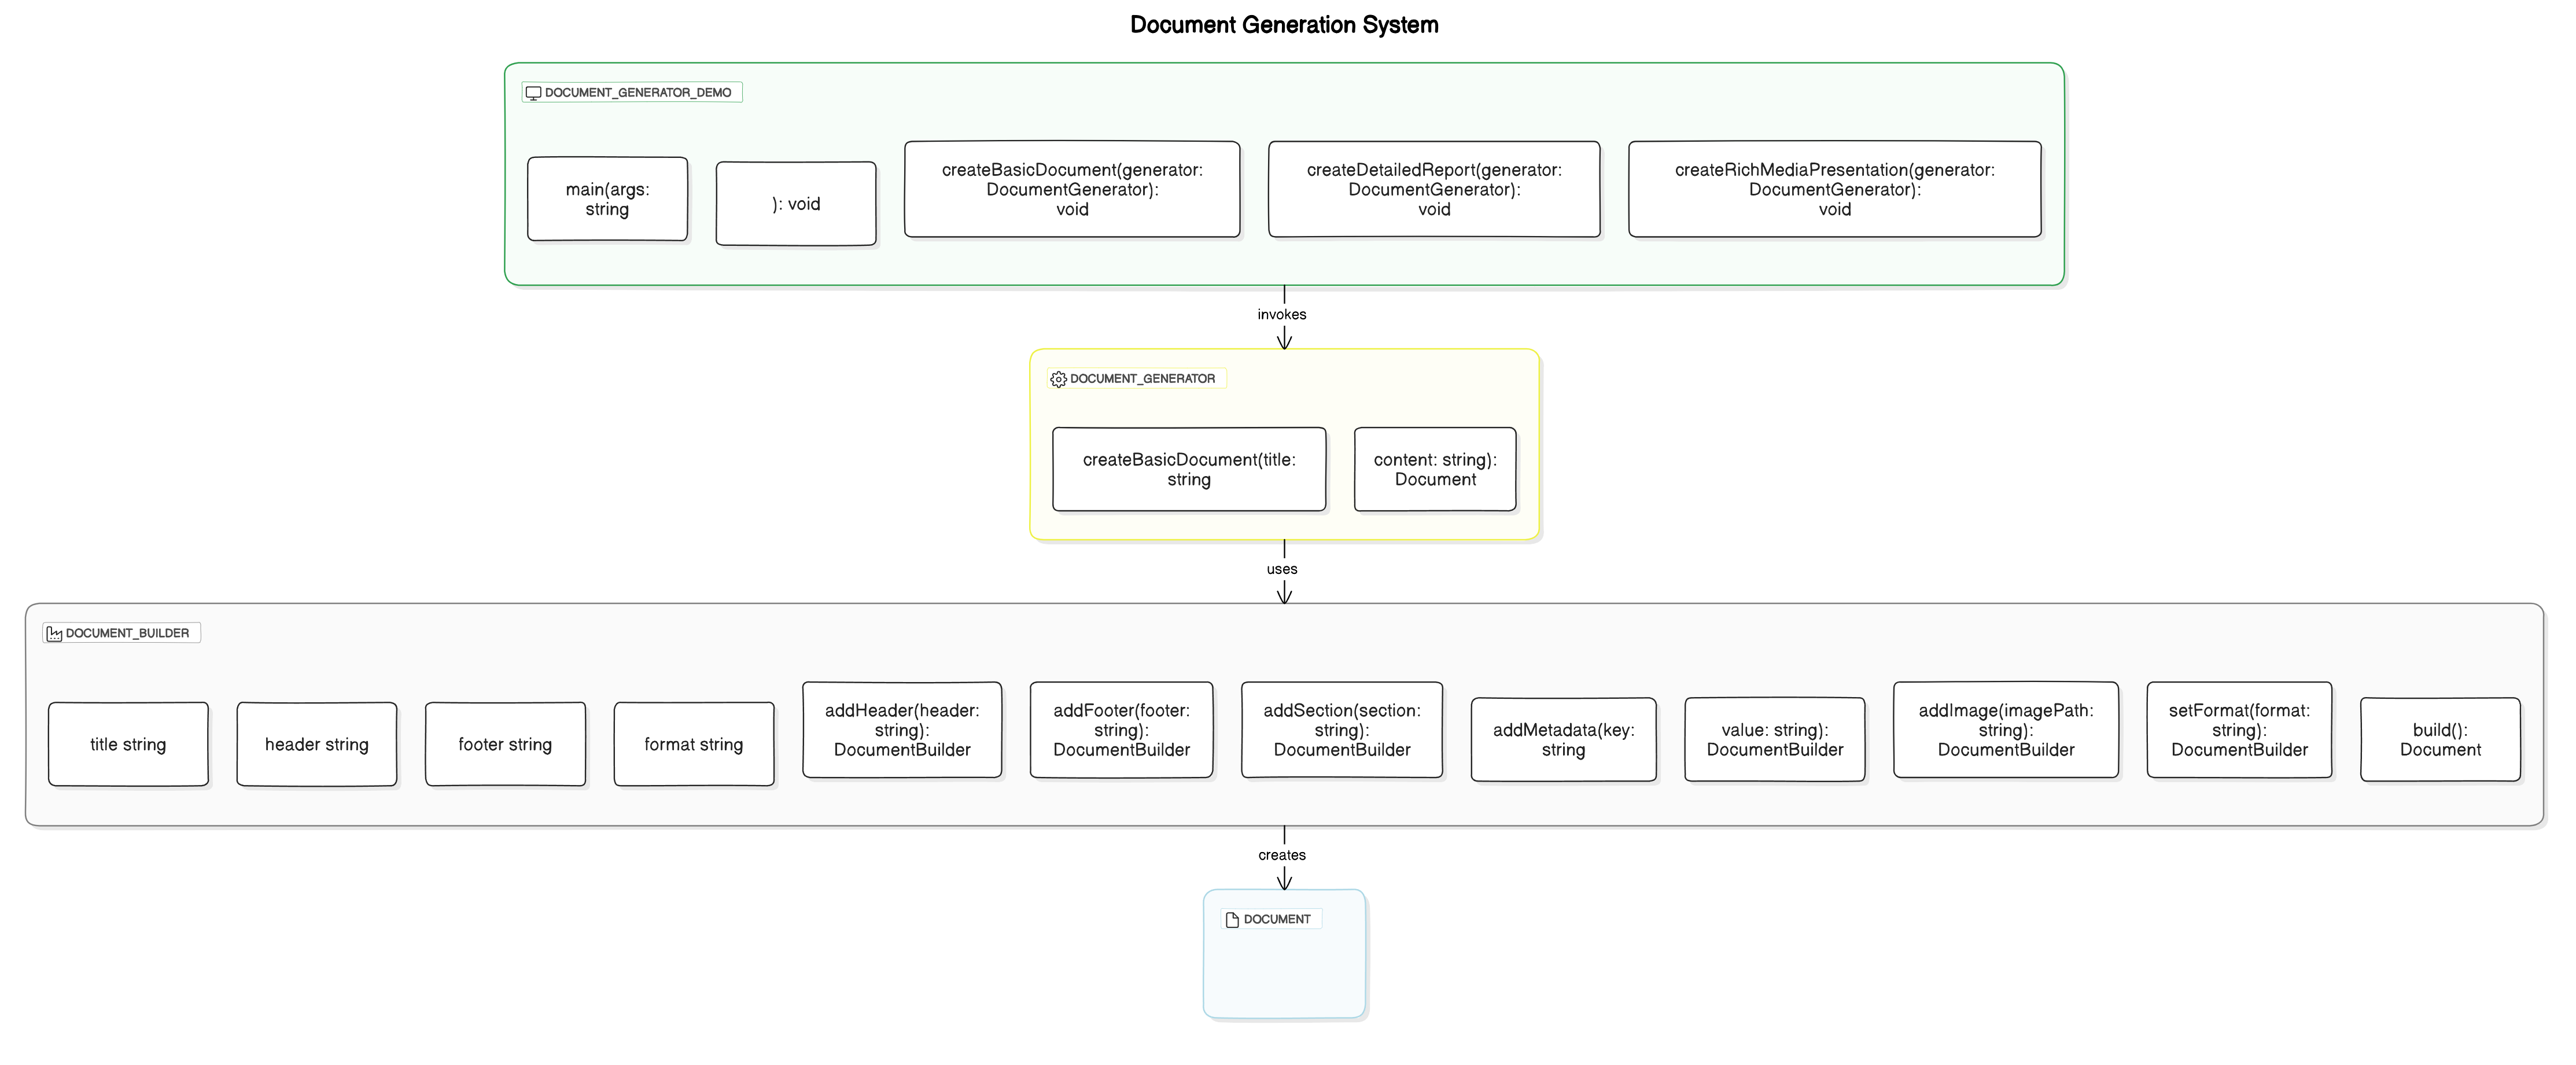 Document Generation System
DOCUMENT_GENERATOR_DEMO
main(args:
string
): void
createBasicDocument(generator:
DocumentGenerator):
void
createDetailedReport(generator:
DocumentGenerator):
void
createRichMediaPresentation(generator:
DocumentGenerator):
void
invokes
DOCUMENT_GENERATOR
createBasicDocument(title:
string
content: string):
Document
uses
DOCUMENT_BUILDER
title string
header string
footer string
format string
addHeader(header:
string):
DocumentBuilder
addFooter(footer:
string):
DocumentBuilder
addSection(section:
string):
DocumentBuilder
addMetadata(key:
string
value: string):
DocumentBuilder
addImage(imagePath:
string):
DocumentBuilder
setFormat(format:
string):
DocumentBuilder
build():
Document
creates
DOCUMENT